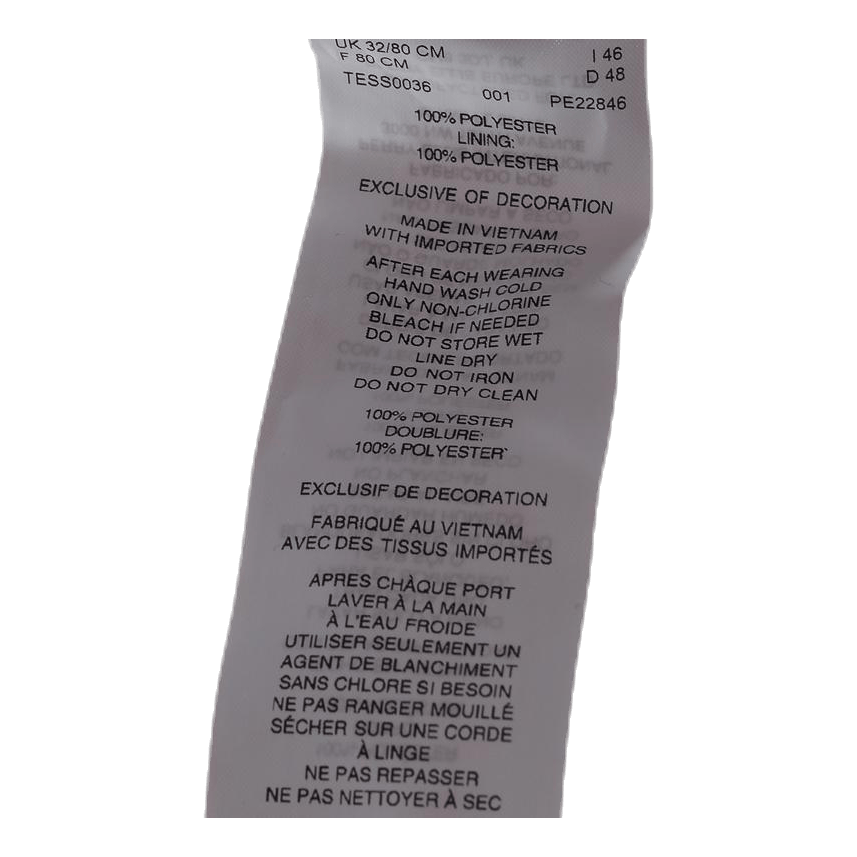 UK 32/80 CM I 46
F 80 CM D 48
TESS0036 001 PE22846
100% POLYESTER
LINING:
100% POLYESTER
EXCLUSIVE OF DECORATION
MADE IN VIETNAM
WITH IMPORTED FABRICS
AFTER EACH WEARING
HAND WASH COLD
ONLY NON-CHLORINE
BLEACH IF NEEDED
DO NOT STORE WET
LINE DRY
DO NOT IRON
DO NOT DRY CLEAN
100% POLYESTER
DOUBLURE:
100% POLYESTER
EXCLUSIF DE DECORATION
FABRIQUÉ AU VIETNAM
AVEC DES TISSUS IMPORTÉS
APRES CHÀQUE PORT
LAVER À LA MAIN
À L'EAU FROIDE
UTILISER SEULEMENT UN
AGENT DE BLANCHIMENT
SANS CHLORE SI BESOIN
NE PAS RANGER MOUILLÉ
SÉCHER SUR UNE CORDE
À LINGE
NE PAS REPASSER
NE PAS NETTOYER À SEC